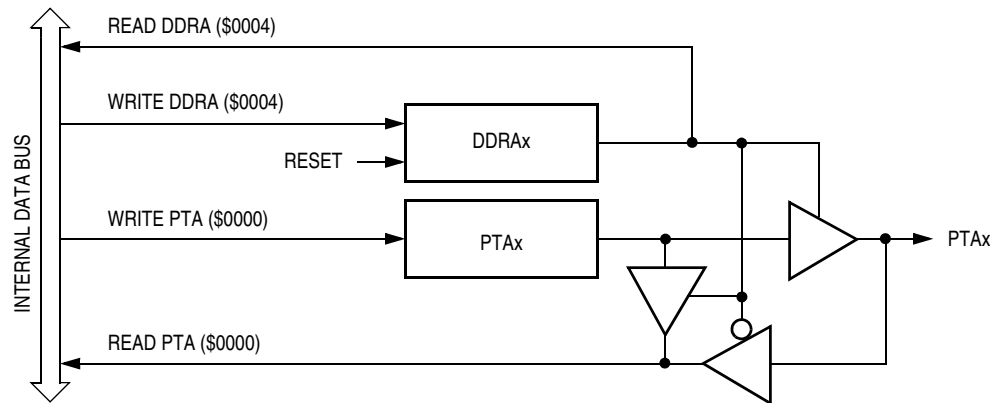 READ DDRA ($0004)
WRITE DDRA ($0004)
DDRAx
RESET
INTERNAL DATA BUS
WRITE PTA ($0000)
PTAx
PTAx
READ PTA ($0000)